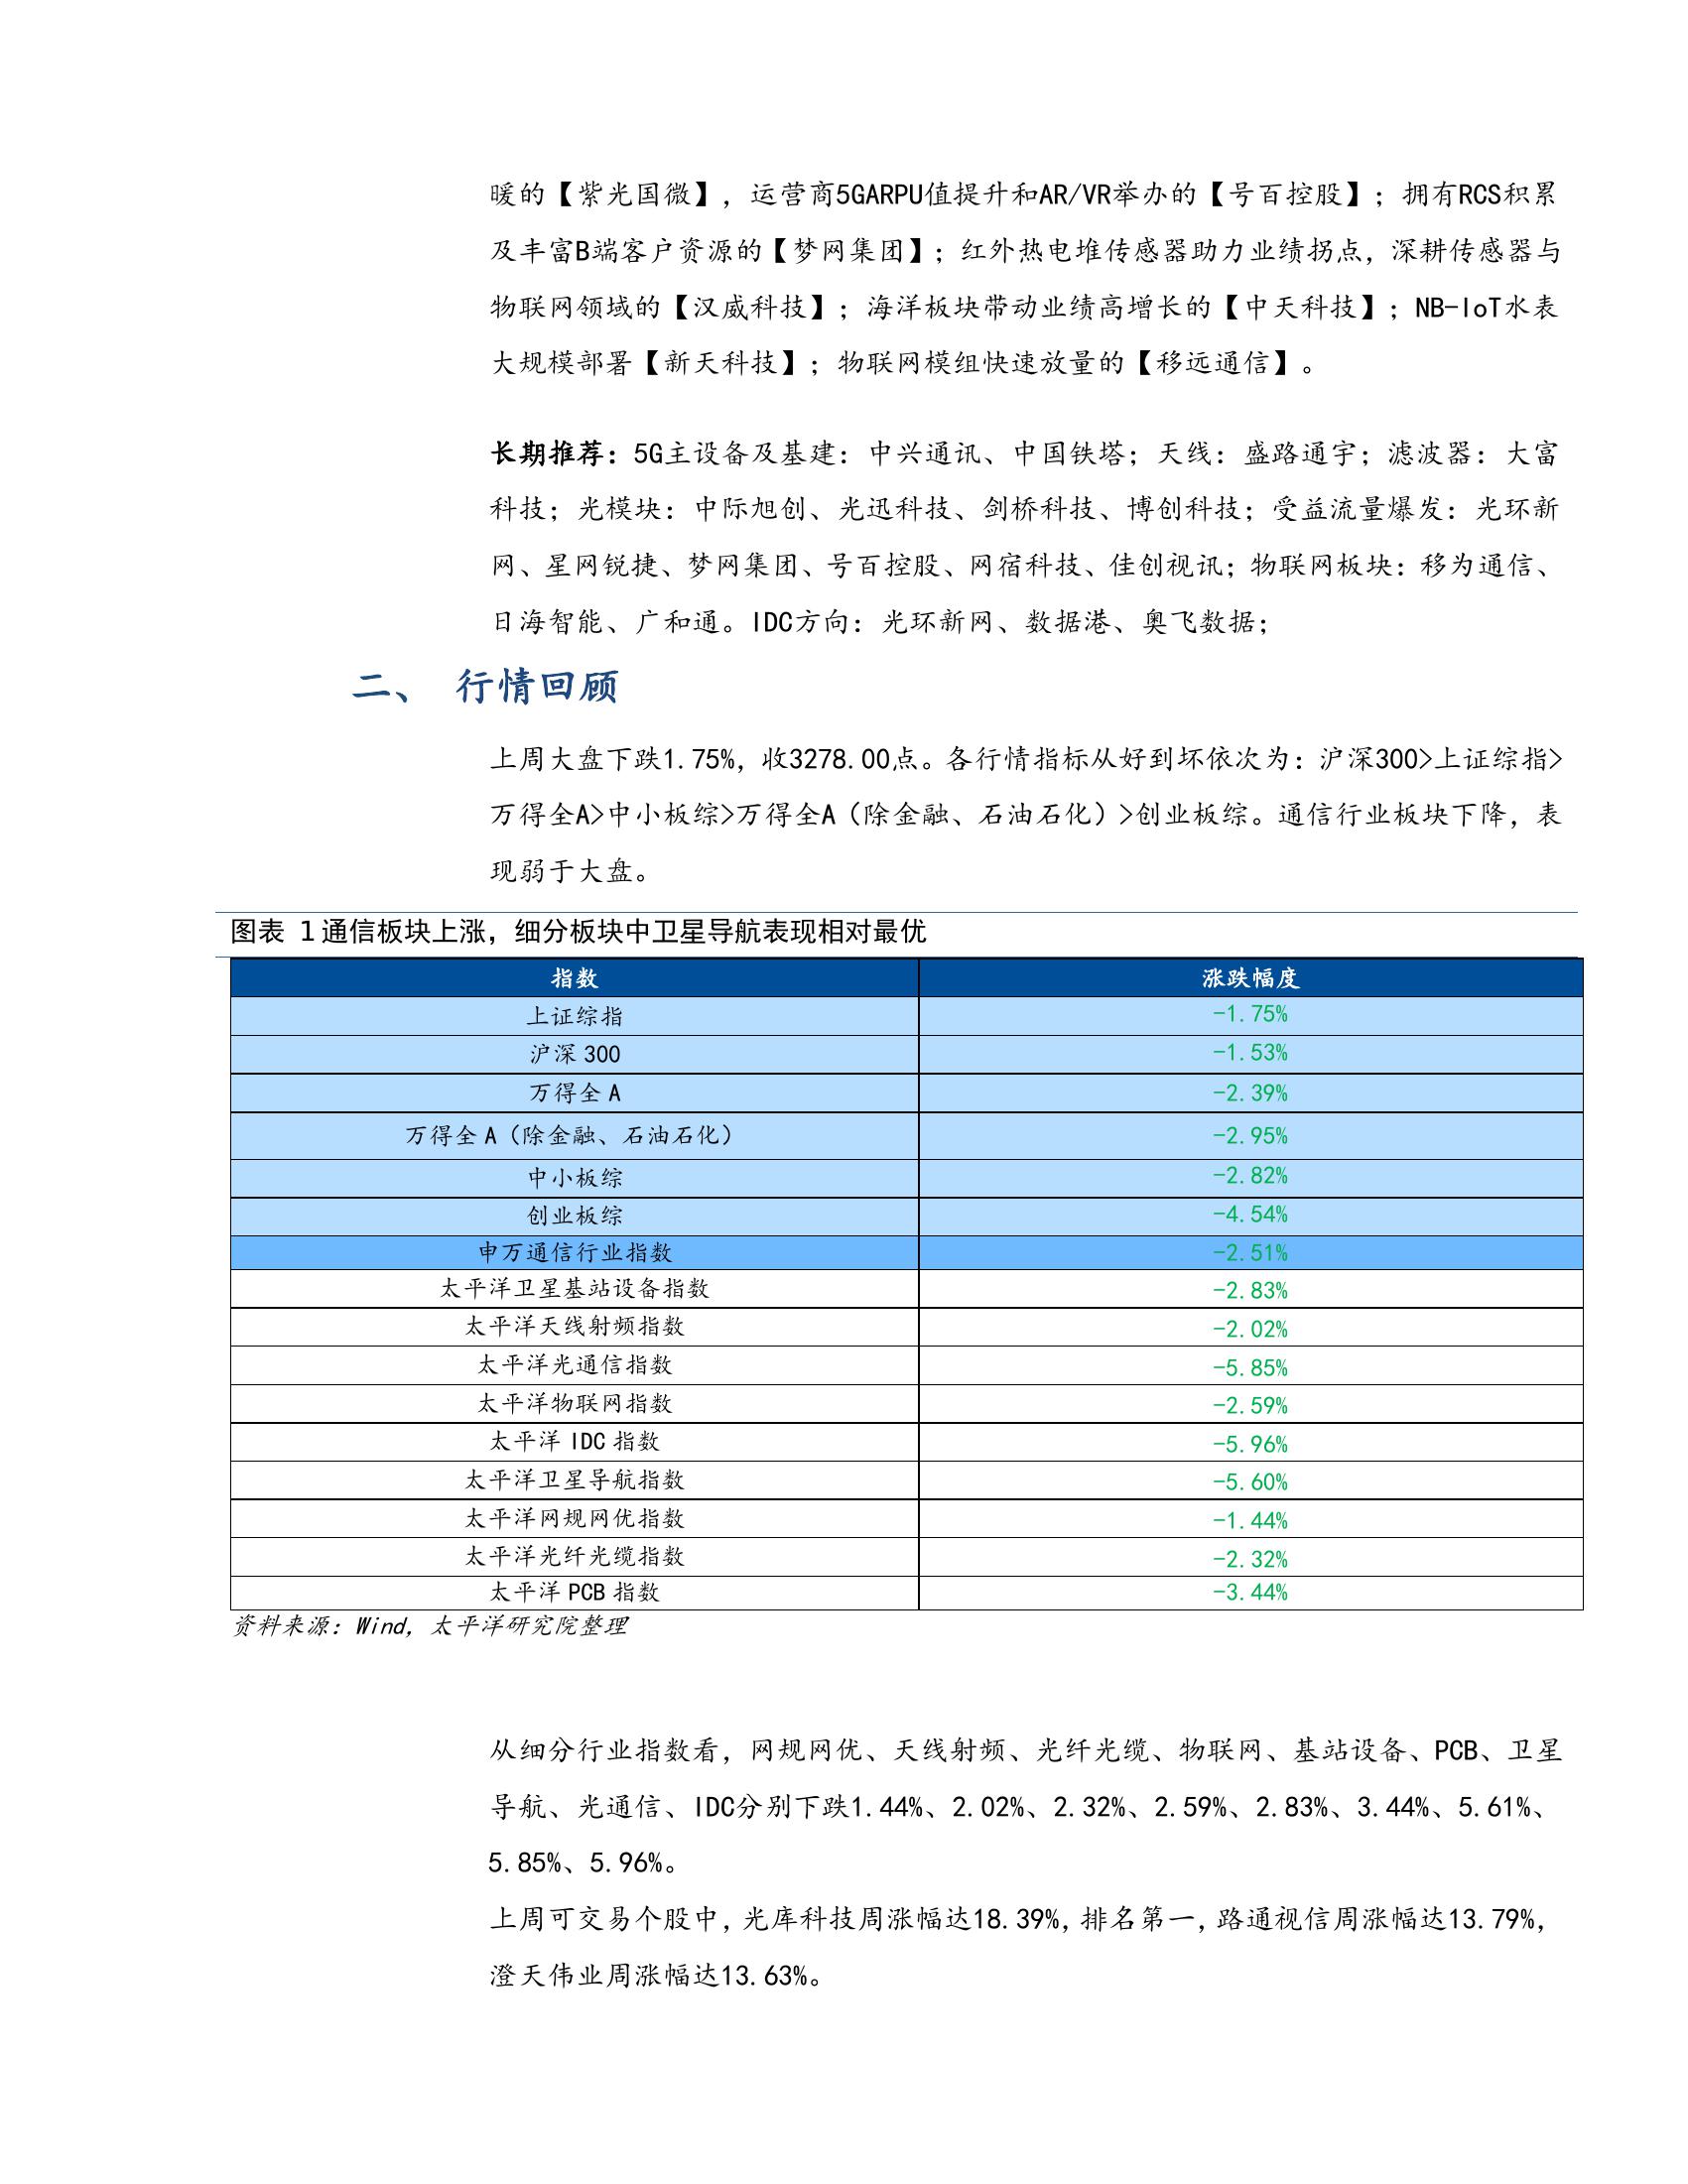 暖的【紫光国微】，运营商5GARPU值提升和AR/VR举办的【号百控股】；拥有RCS积累
及丰富B端客户资源的【梦网集团】；红外热电堆传感器助力业绩拐点，深耕传感器与
物联网领域的【汉威科技】；海洋板块带动业绩高增长的【中天科技】；NB-IoT水表
大规模部署【新天科技】；物联网模组快速放量的【移远通信】。
长期推荐：5G主设备及基建：中兴通讯、中国铁塔；天线：盛路通宇；滤波器：大富
科技；光模块：中际旭创、光迅科技、剑桥科技、博创科技；受益流量爆发：光环新
网、星网锐捷、梦网集团、号百控股、网宿科技、佳创视讯；物联网板块：移为通信、
日海智能、广和通。IDC方向：光环新网、数据港、奥飞数据；
二、 行情回顾
上周大盘下跌1.75%，收3278.00点。各行情指标从好到坏依次为：沪深300>上证综指>
万得全A>中小板综>万得全A（除金融、石油石化）>创业板综。通信行业板块下降，表
现弱于大盘。
图表 1 通信板块上涨，细分板块中卫星导航表现相对最优
指数 涨跌幅度
上证综指 -1.75%
沪深 300 -1.53%
万得全 A -2.39%
万得全 A（除金融、石油石化） -2.95%
中小板综 -2.82%
创业板综 -4.54%
申万通信行业指数 -2.51%
太平洋卫星基站设备指数 -2.83%
太平洋天线射频指数 -2.02%
太平洋光通信指数 -5.85%
太平洋物联网指数 -2.59%
太平洋 IDC 指数 -5.96%
太平洋卫星导航指数 -5.60%
太平洋网规网优指数 -1.44%
太平洋光纤光缆指数 -2.32%
太平洋 PCB 指数 -3.44%
资料来源：Wind，太平洋研究院整理
从细分行业指数看，网规网优、天线射频、光纤光缆、物联网、基站设备、PCB、卫星
导航、光通信、IDC分别下跌1.44%、2.02%、2.32%、2.59%、2.83%、3.44%、5.61%、
5.85%、5.96%。
上周可交易个股中，光库科技周涨幅达18.39%，排名第一，路通视信周涨幅达13.79%，
澄天伟业周涨幅达13.63%。